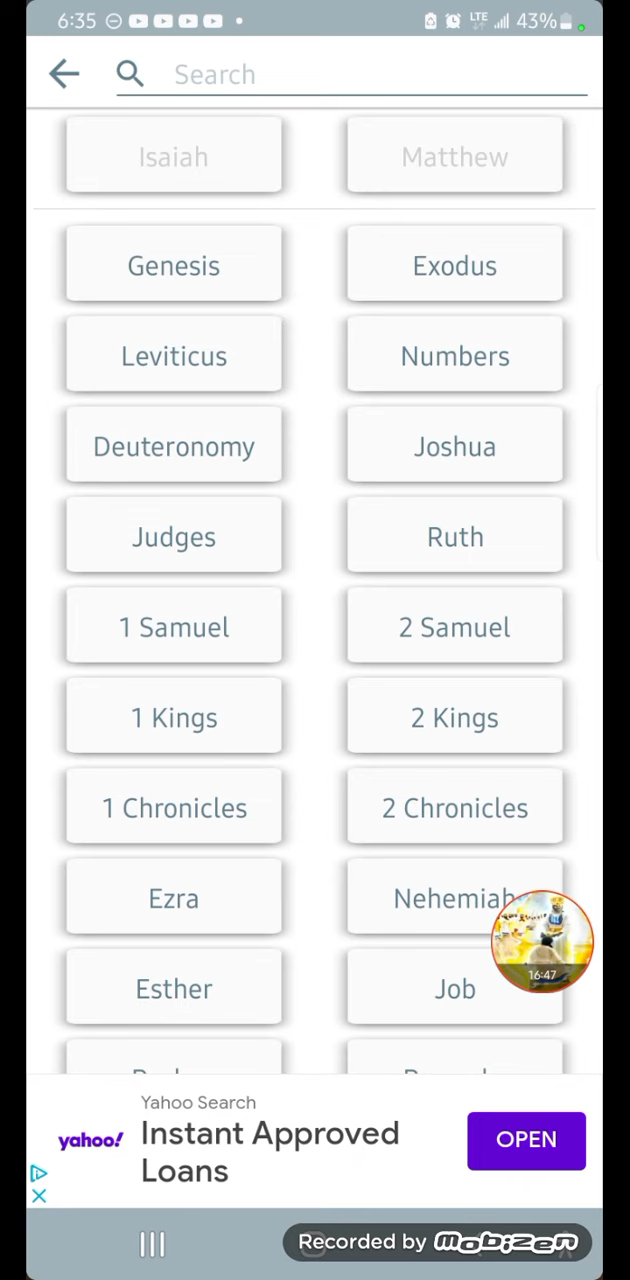 6:35 LTE 43%
Search
Isaiah Matthew
Genesis Exodus
Leviticus Numbers
Deuteronomy Joshua
Judges Ruth
1 Samuel 2 Samuel
1 Kings 2 Kings
1 Chronicles 2 Chronicles
Ezra Nehemiah
16:47
Esther Job
Yahoo Search
yahoo! Instant Approved
Loans
OPEN
Recorded by mobizen